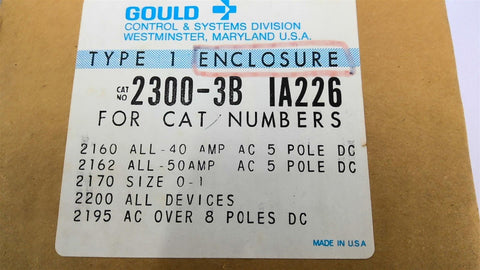 GOULD
CONTROL & SYSTEMS DIVISION
WESTMINSTER, MARYLAND U.S.A.
TYPE 1 ENCLOSURE
CAT NO 2300-3B IA226
FOR CAT NUMBERS
2160 ALL-40 AMP AC 5 POLE DC
2162 ALL-50AMP AC 5 POLE DC
2170 SIZE 0-1
2200 ALL DEVICES
2195 AC OVER 8 POLES DC
MADE IN U.S.A